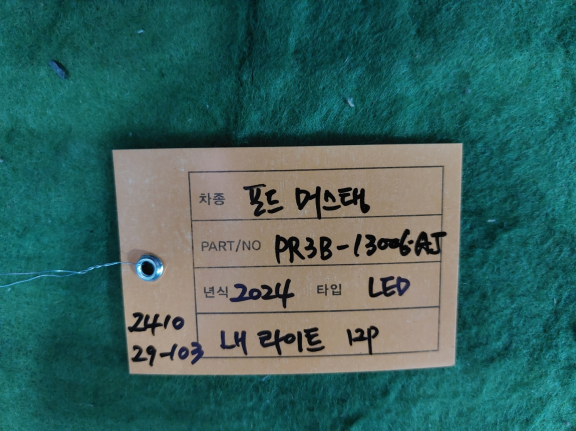 차종 포드 머스탱
PART/NO PR3B-13006-AJ
년식 2024 타입 LED
2410
29-103
내 라이트 12P